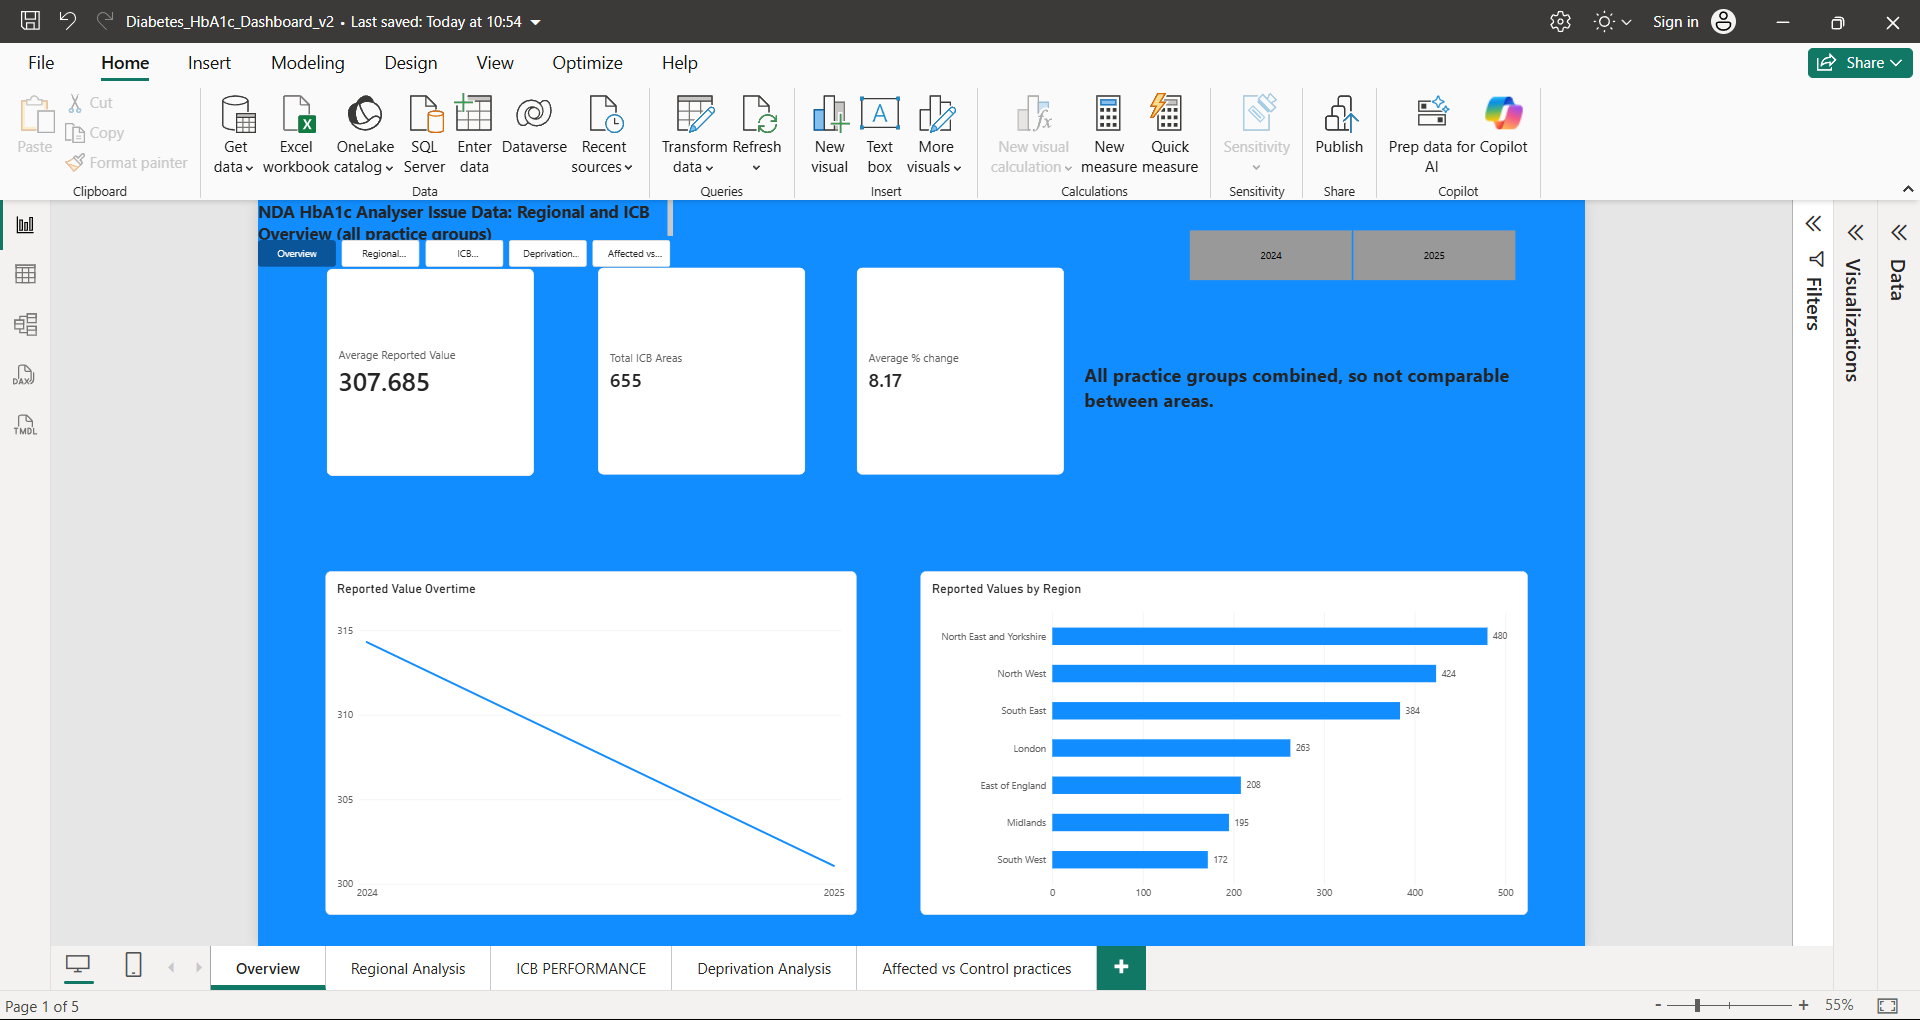 Diabetes_HbA1c_Dashboard_v2 • Last saved: Today at 10:54
Sign in
File
Home
Insert
Modeling
Design
View
Optimize
Help
Share
Paste
Cut
Copy
Format painter
Clipboard
Get data
Excel workbook
OneLake catalog
SQL Server
Enter data
Dataverse
Recent sources
Data
Transform data
Refresh
Queries
New visual
Text box
More visuals
Insert
New visual calculation
New measure
Quick measure
Calculations
Sensitivity
Sensitivity
Publish
Share
Prep data for AI
Copilot
Copilot
DAX
TMDL
NDA HbA1c Analyser Issue Data: Regional and ICB
Overview (all practice groups)
Overview
Regional...
ICB...
Deprivation...
Affected vs...
2024
2025
Average Reported Value
307.685
Total ICB Areas
655
Average % change
8.17
All practice groups combined, so not comparable
between areas.
Reported Value Overtime
315
310
305
300
2024
2025
Reported Values by Region
North East and Yorkshire
480
North West
424
South East
384
London
263
East of England
208
Midlands
195
South West
172
0
100
200
300
400
500
Filters
Visualizations
Data
Overview
Regional Analysis
ICB PERFORMANCE
Deprivation Analysis
Affected vs Control practices
+
Page 1 of 5
-
+
55%